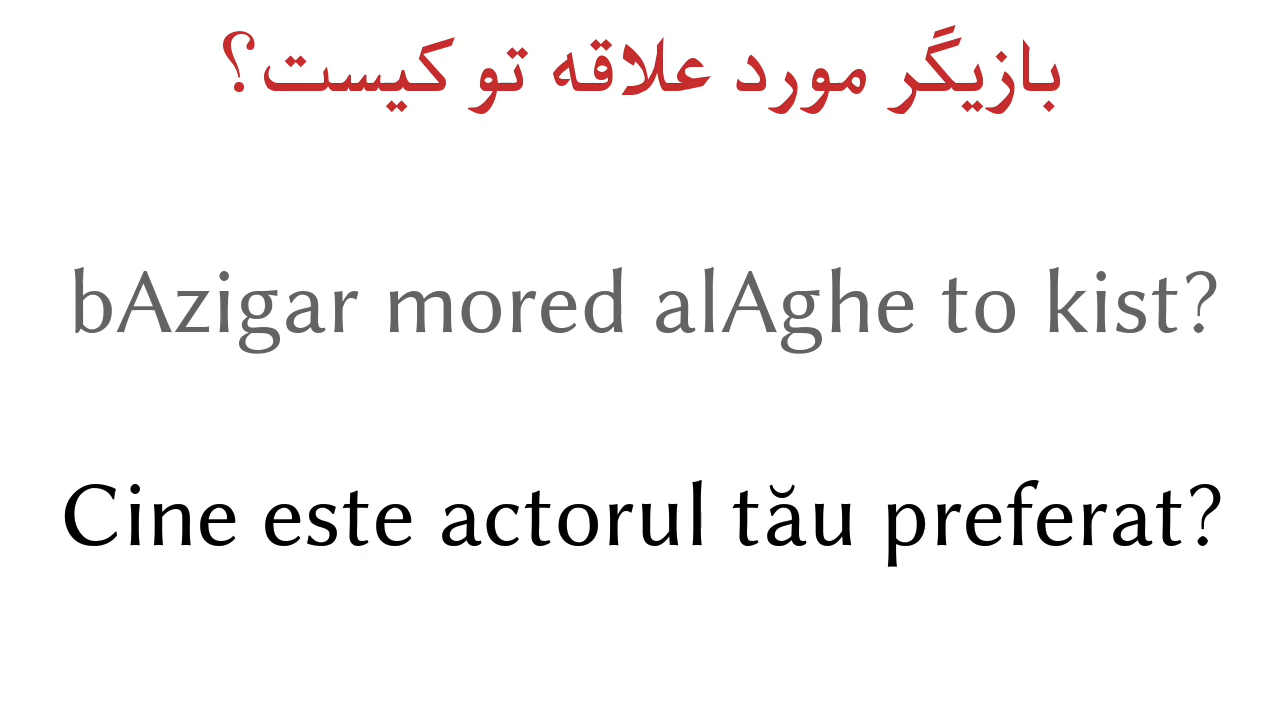 بازیگر مورد علاقه تو کیست؟
bAzigar mored alAghe to kist?
Cine este actorul tău preferat?